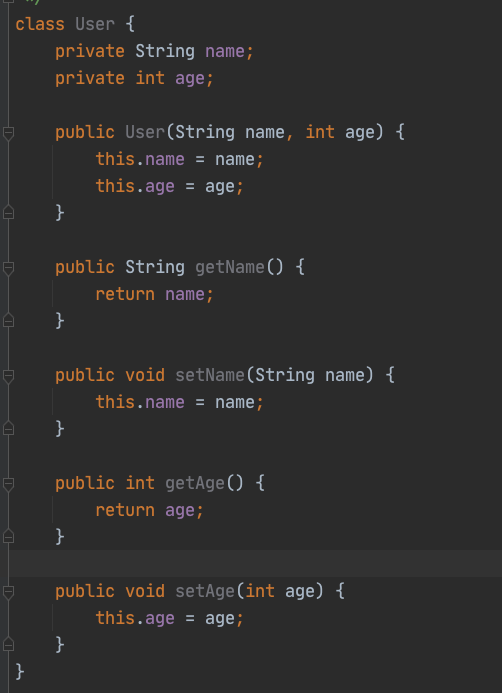 */
class User {
    private String name;
    private int age;

    public User(String name, int age) {
        this.name = name;
        this.age = age;
    }

    public String getName() {
        return name;
    }

    public void setName(String name) {
        this.name = name;
    }

    public int getAge() {
        return age;
    }

    public void setAge(int age) {
        this.age = age;
    }
}